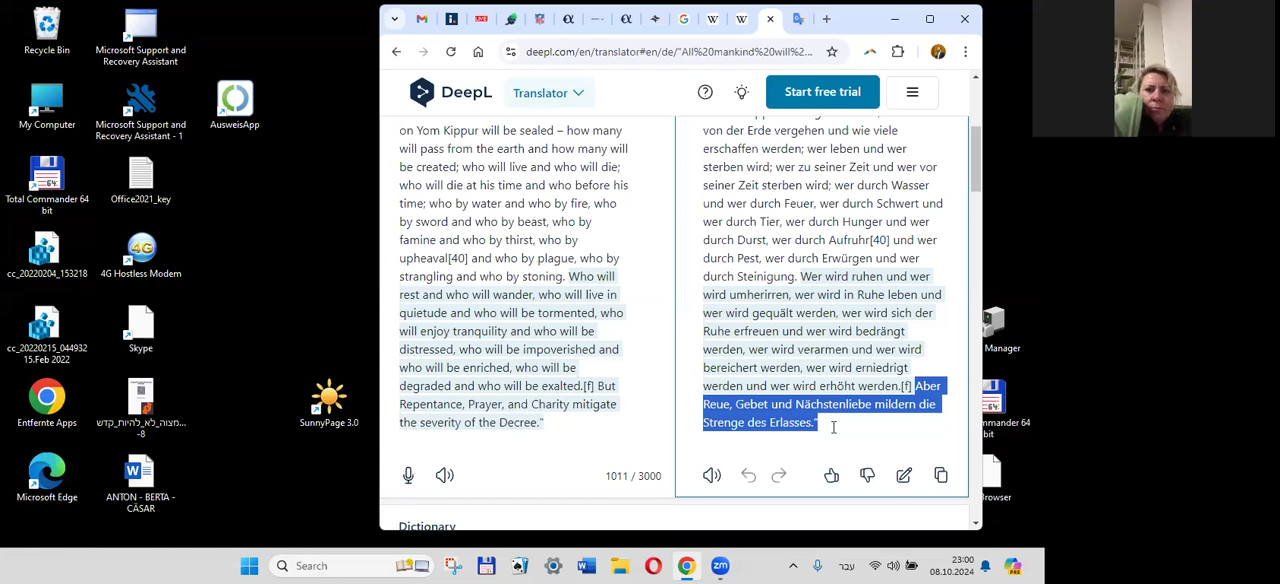 Recycle Bin
Microsoft Support and
Recovery Assistant
My Computer
Microsoft Support and
Recovery Assistant - 1
AusweisApp
Total Commander 64
bit
Office2021_key
cc_20220204_153218
4G Hostless Modem
cc_20220215_044932
15.Feb 2022
Skype
Entfernte Apps
מצוה_לא_להיות_קדש...
8-
SunnyPage 3.0
Microsoft Edge
ANTON - BERTA -
CÄSAR
deepl.com/en/translator#en/de/"All%20mankind%20will%2...
DeepL
Translator
Start free trial
on Yom Kippur will be sealed – how many
will pass from the earth and how many will
be created; who will live and who will die;
who will die at his time and who before his
time; who by water and who by fire, who
by sword and who by beast, who by
famine and who by thirst, who by
upheaval[40] and who by plague, who by
strangling and who by stoning. Who will
rest and who will wander, who will live in
quietude and who will be tormented, who
will enjoy tranquility and who will be
distressed, who will be impoverished and
who will be enriched, who will be
degraded and who will be exalted.[f] But
Repentance, Prayer, and Charity mitigate
the severity of the Decree."
1011 / 3000
von der Erde vergehen und wie viele
erschaffen werden; wer leben und wer
sterben wird; wer zu seiner Zeit und wer vor
seiner Zeit sterben wird; wer durch Wasser
und wer durch Feuer, wer durch Schwert und
wer durch Tier, wer durch Hunger und wer
durch Durst, wer durch Aufruhr[40] und wer
durch Pest, wer durch Erwürgen und wer
durch Steinigung. Wer wird ruhen und wer
wird umherirren, wer wird in Ruhe leben und
wer wird gequält werden, wer wird sich der
Ruhe erfreuen und wer wird bedrängt
werden, wer wird verarmen und wer wird
bereichert werden, wer wird erniedrigt
werden und wer wird erhöht werden.[f] Aber
Reue, Gebet und Nächstenliebe mildern die
Strenge des Erlasses."
Dictionary
Manager
mmander 64
bit
Browser
Search
עבר
23:00
08.10.2024